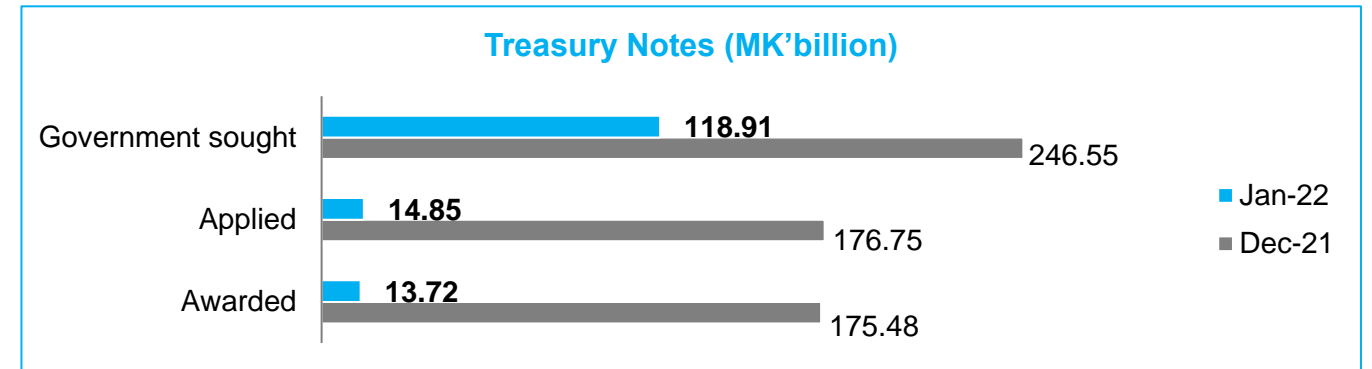 Treasury Notes (MK’billion)
Government sought
118.91
246.55
Applied
14.85
176.75
Awarded
13.72
175.48
Jan-22
Dec-21